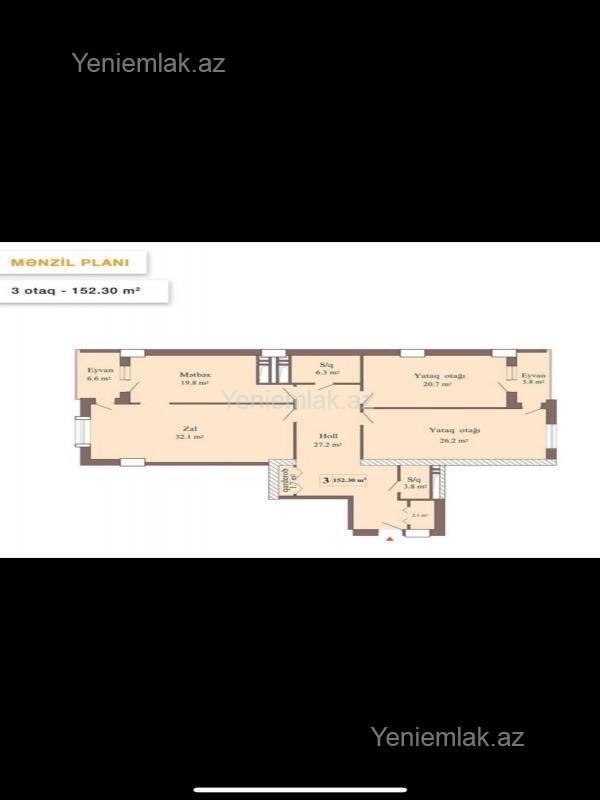 Yeniemlak.az
MƏNZİL PLANI
3 otaq - 152.30 m²
Eyvan
6.6 m²
Mətbəx
19.8 m²
S/q
6.3 m²
Yataq otağı
20.7 m²
Eyvan
5.8 m²
Yeniemlak.az
Zal
32.1 m²
Holl
27.2 m²
Yataq otağı
26.2 m²
qarderob
1.7 m²
3 152.30 m²
S/q
3.8 m²
2.1 m²
Yeniemlak.az